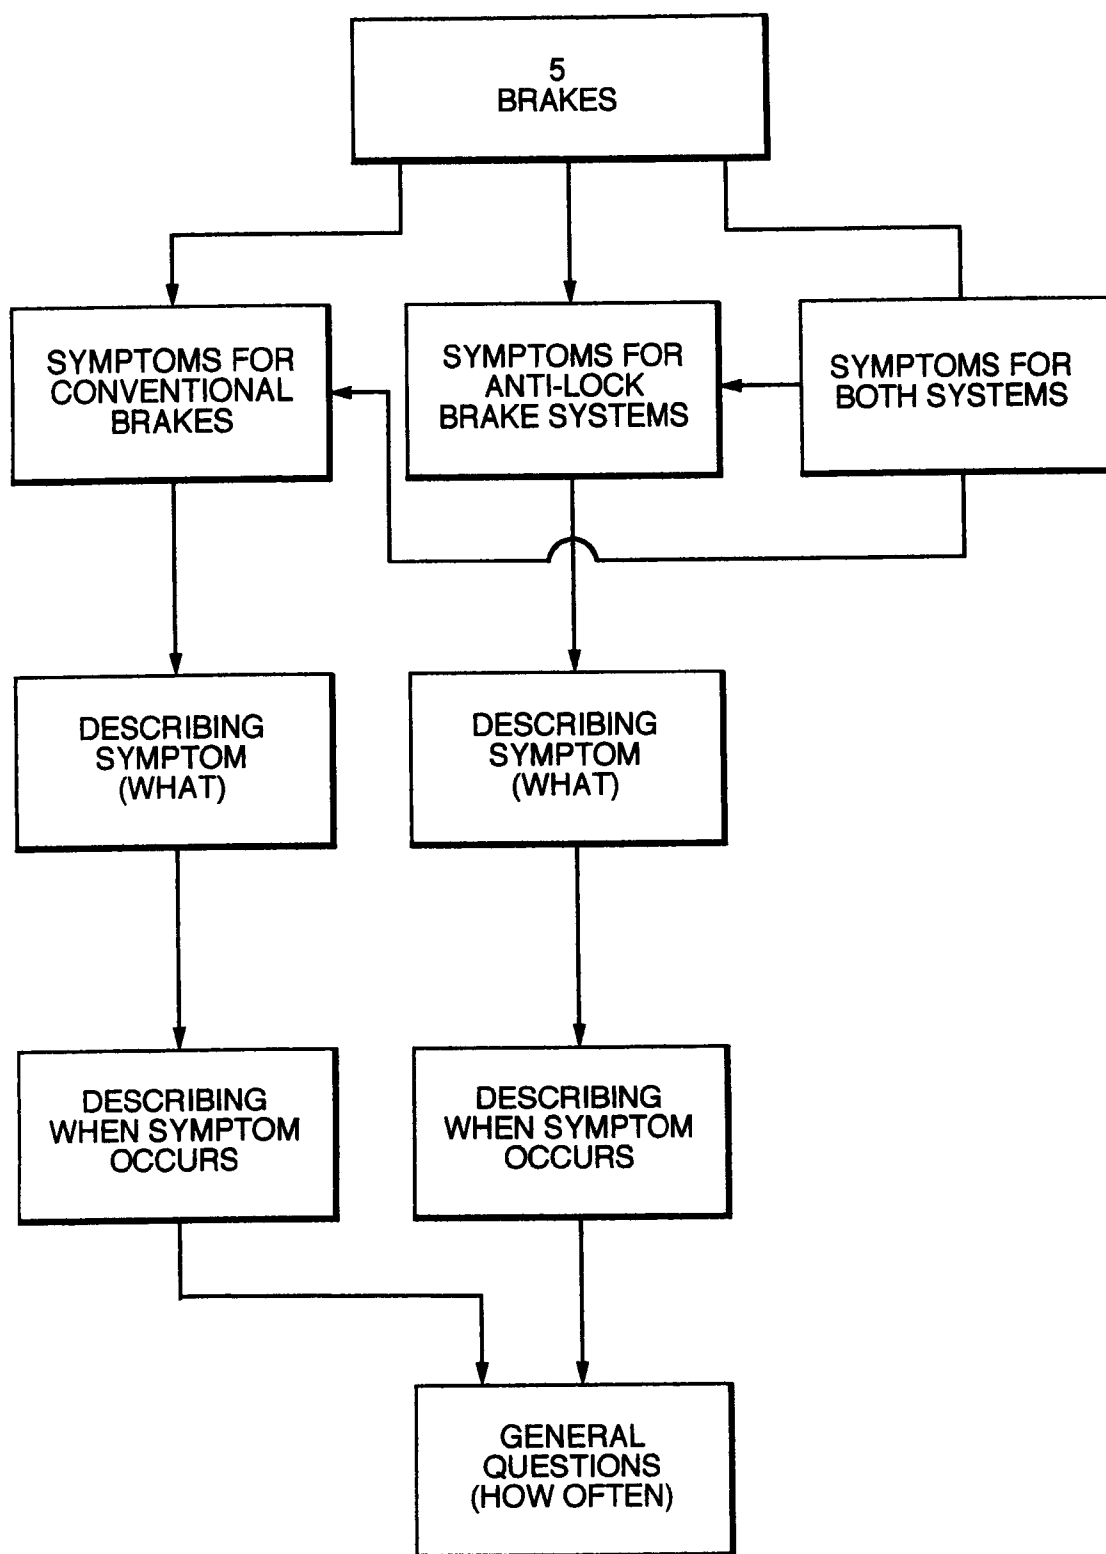 5
BRAKES
SYMPTOMS FOR
CONVENTIONAL
BRAKES
SYMPTOMS FOR
ANTI-LOCK
BRAKE SYSTEMS
SYMPTOMS FOR
BOTH SYSTEMS
DESCRIBING
SYMPTOM
(WHAT)
DESCRIBING
SYMPTOM
(WHAT)
DESCRIBING
WHEN SYMPTOM
OCCURS
DESCRIBING
WHEN SYMPTOM
OCCURS
GENERAL
QUESTIONS
(HOW OFTEN)